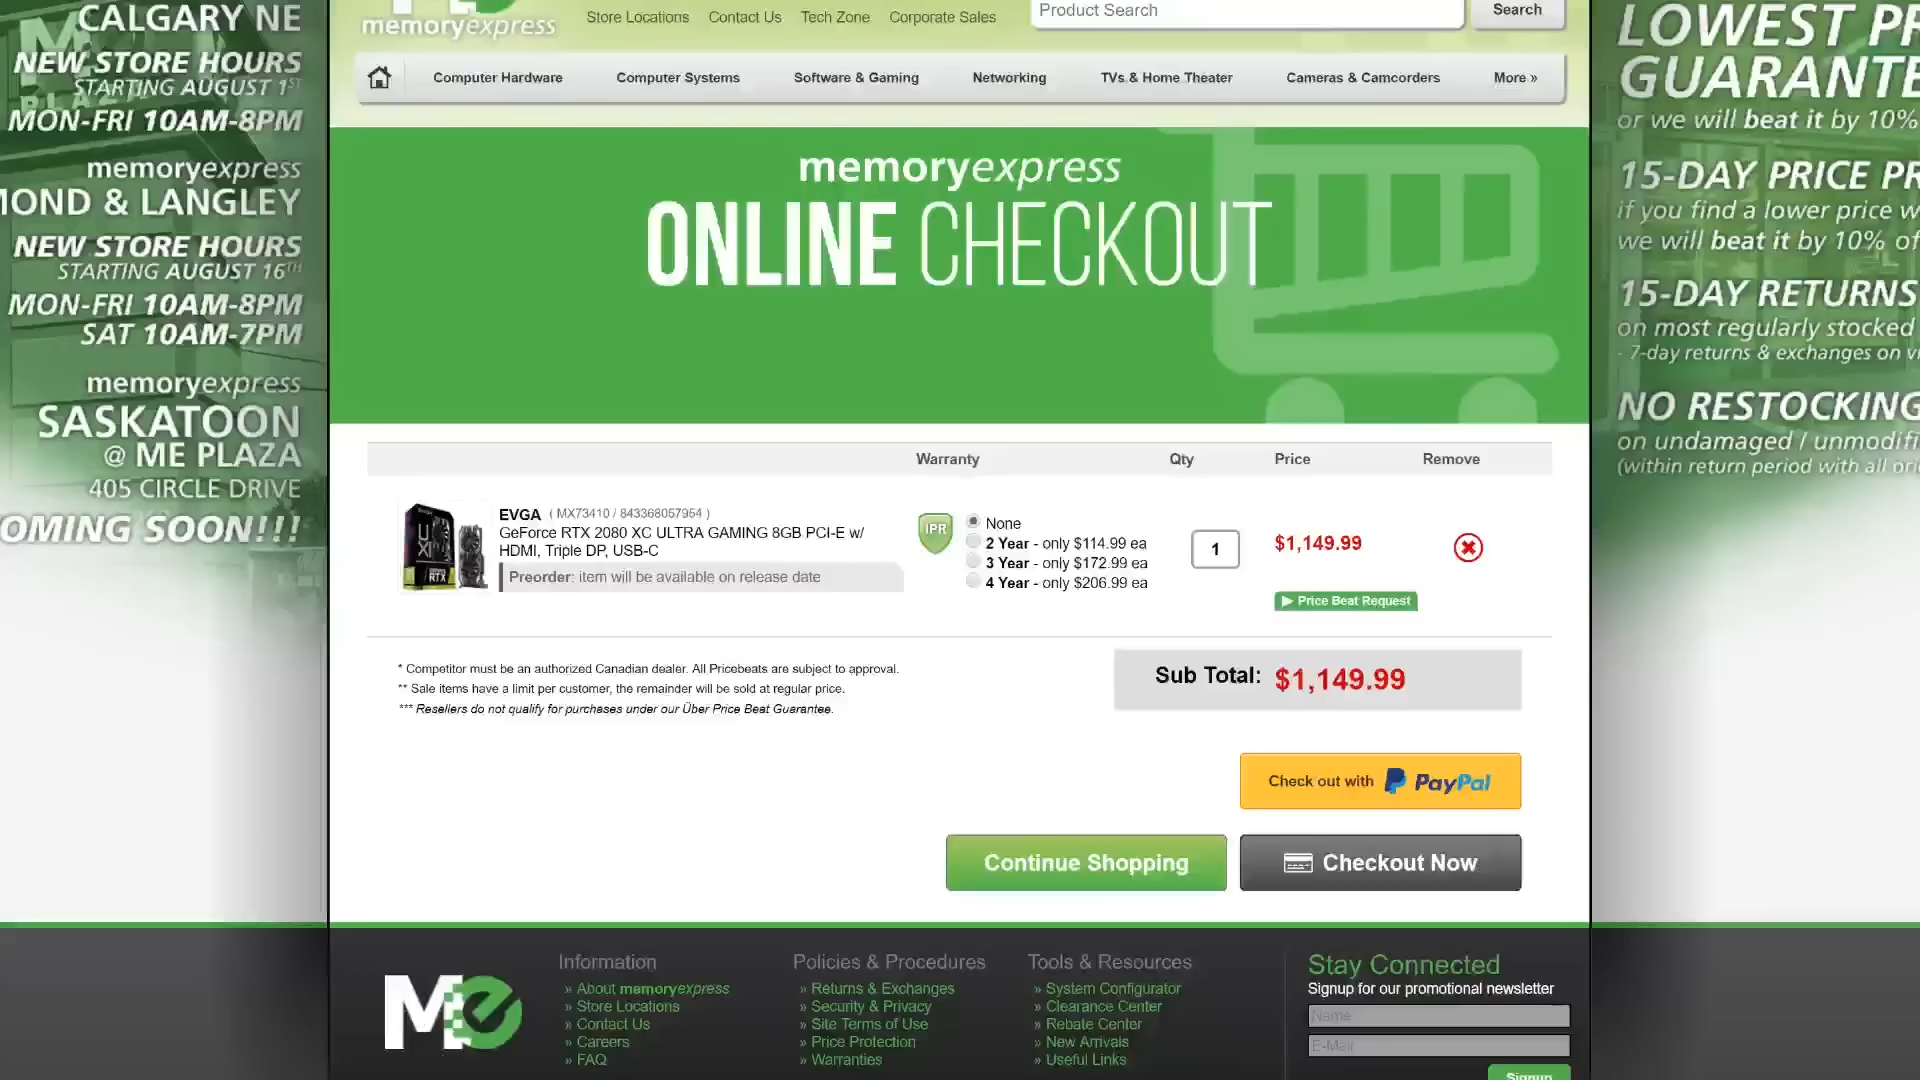 CALGARY NE
NEW STORE HOURS
STARTING AUGUST 1ST
MON-FRI 10AM-8PM
memoryexpress
MOND & LANGLEY
NEW STORE HOURS
STARTING AUGUST 16TH
MON-FRI 10AM-8PM
SAT 10AM-7PM
memoryexpress
SASKATOON
@ ME PLAZA
405 CIRCLE DRIVE
OMING SOON!!!
memoryexpress
Store Locations
Contact Us
Tech Zone
Corporate Sales
Product Search
Search
Computer Hardware
Computer Systems
Software & Gaming
Networking
TVs & Home Theater
Cameras & Camcorders
More »
memoryexpress
ONLINE CHECKOUT
Warranty
Qty
Price
Remove
EVGA ( MX73410 / 843368057954 )
GeForce RTX 2080 XC ULTRA GAMING 8GB PCI-E w/
HDMI, Triple DP, USB-C
Preorder: item will be available on release date
IPR
None
2 Year - only $114.99 ea
3 Year - only $172.99 ea
4 Year - only $206.99 ea
1
$1,149.99
Price Beat Request
* Competitor must be an authorized Canadian dealer. All Pricebeats are subject to approval.
** Sale items have a limit per customer, the remainder will be sold at regular price.
*** Resellers do not qualify for purchases under our Über Price Beat Guarantee.
Sub Total: $1,149.99
Check out with PayPal
Continue Shopping
Checkout Now
LOWEST PR
GUARANTE
or we will beat it by 10%
15-DAY PRICE PR
if you find a lower price w
we will beat it by 10% of
15-DAY RETURNS
on most regularly stocked
- 7-day returns & exchanges on vi
NO RESTOCKING
on undamaged / unmodifi
(within return period with all ori
ME
Information
» About memoryexpress
» Store Locations
» Contact Us
» Careers
» FAQ
Policies & Procedures
» Returns & Exchanges
» Security & Privacy
» Site Terms of Use
» Price Protection
» Warranties
Tools & Resources
» System Configurator
» Clearance Center
» Rebate Center
» New Arrivals
» Useful Links
Stay Connected
Signup for our promotional newsletter
Name
E-Mail
Signup